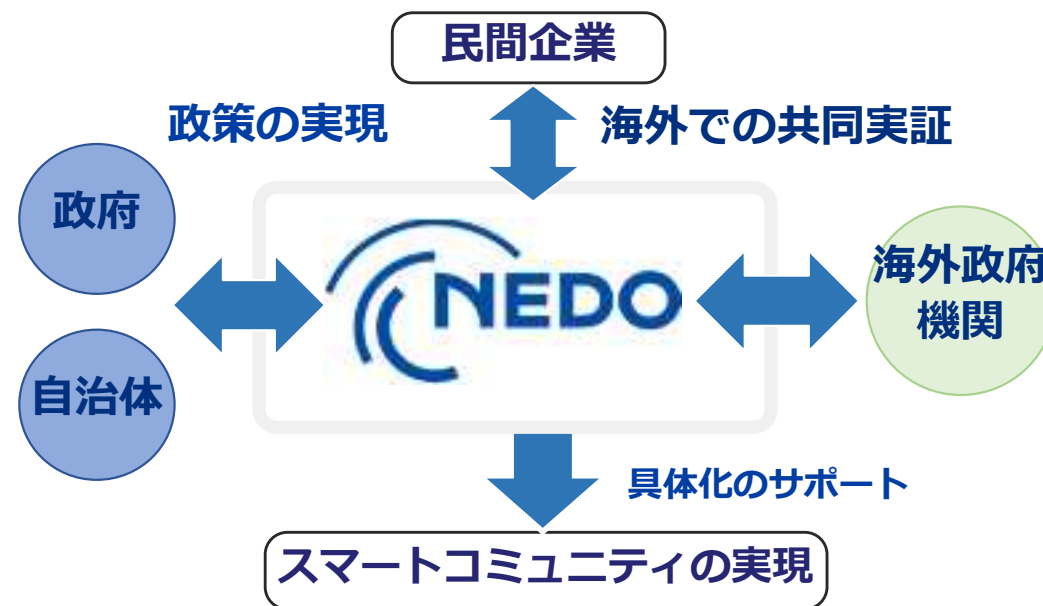 民間企業
政策の実現
海外での共同実証
政府
自治体
NEDO
海外政府
機関
具体化のサポート
スマートコミュニティの実現